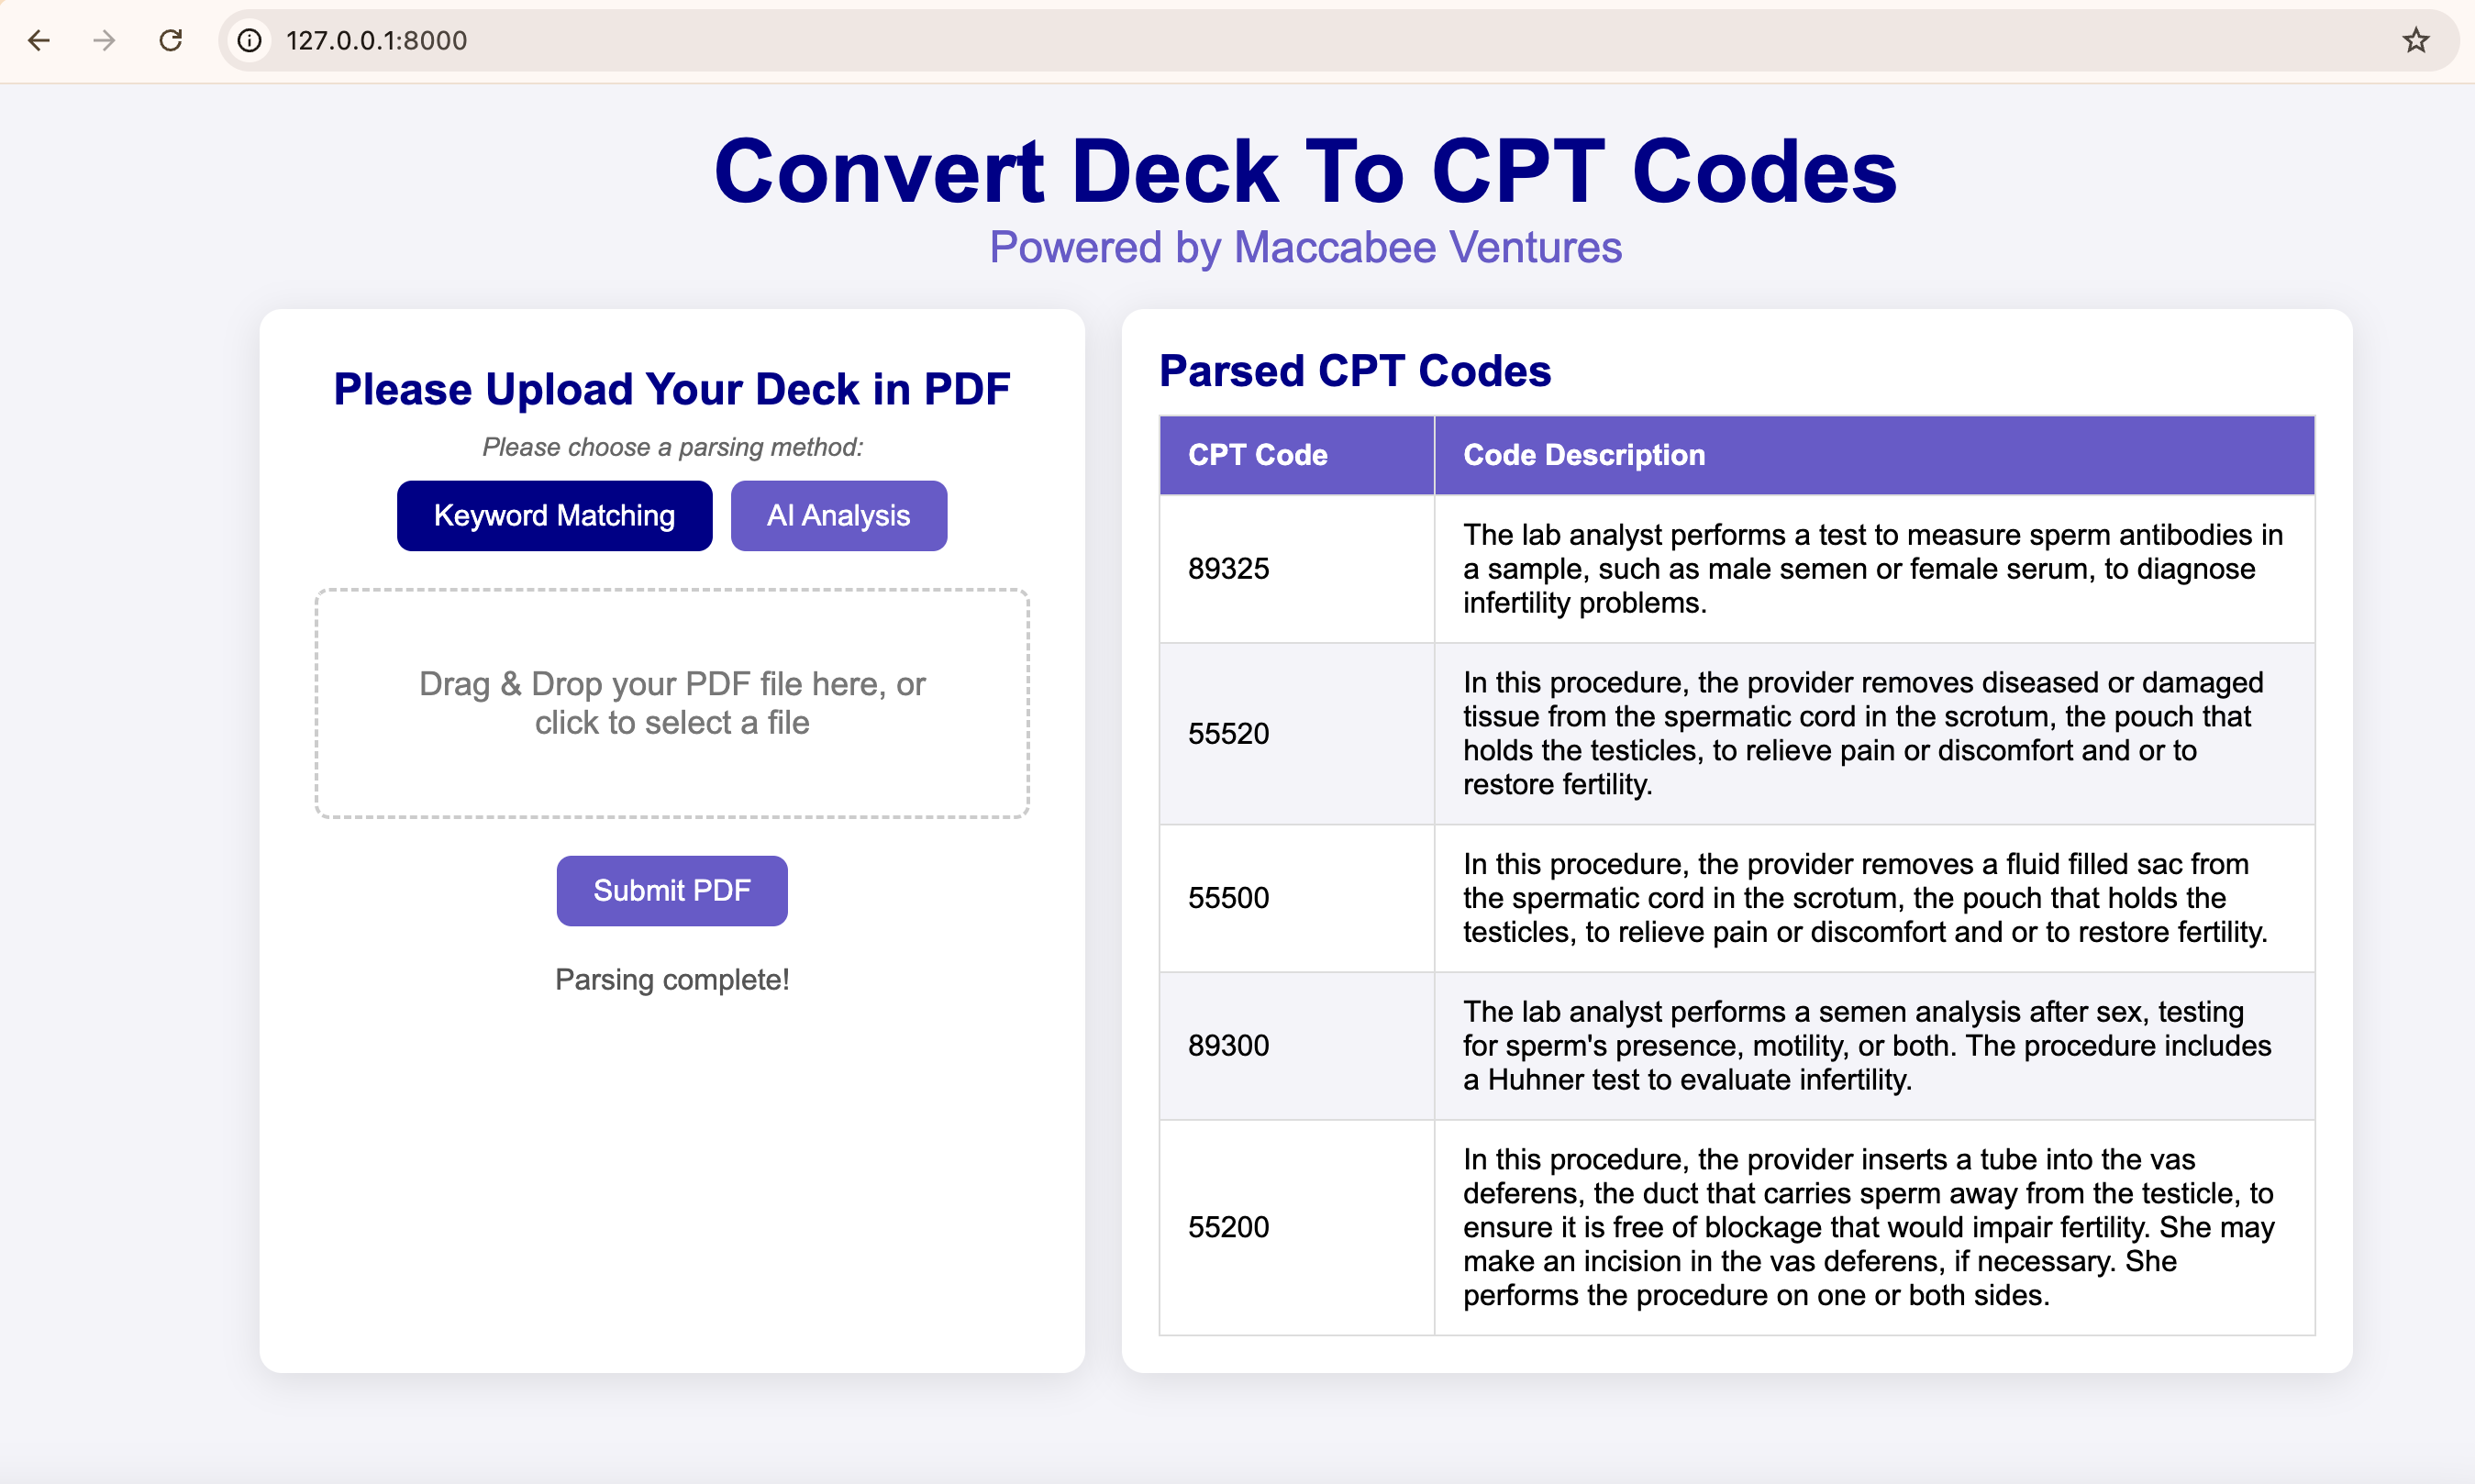 127.0.0.1:8000
Convert Deck To CPT Codes
Powered by Maccabee Ventures
Please Upload Your Deck in PDF
Please choose a parsing method:
Keyword Matching
AI Analysis
Drag & Drop your PDF file here, or
click to select a file
Submit PDF
Parsing complete!
Parsed CPT Codes
CPT Code
Code Description
89325
The lab analyst performs a test to measure sperm antibodies in
a sample, such as male semen or female serum, to diagnose
infertility problems.
55520
In this procedure, the provider removes diseased or damaged
tissue from the spermatic cord in the scrotum, the pouch that
holds the testicles, to relieve pain or discomfort and or to
restore fertility.
55500
In this procedure, the provider removes a fluid filled sac from
the spermatic cord in the scrotum, the pouch that holds the
testicles, to relieve pain or discomfort and or to restore fertility.
89300
The lab analyst performs a semen analysis after sex, testing
for sperm's presence, motility, or both. The procedure includes
a Huhner test to evaluate infertility.
55200
In this procedure, the provider inserts a tube into the vas
deferens, the duct that carries sperm away from the testicle, to
ensure it is free of blockage that would impair fertility. She may
make an incision in the vas deferens, if necessary. She
performs the procedure on one or both sides.